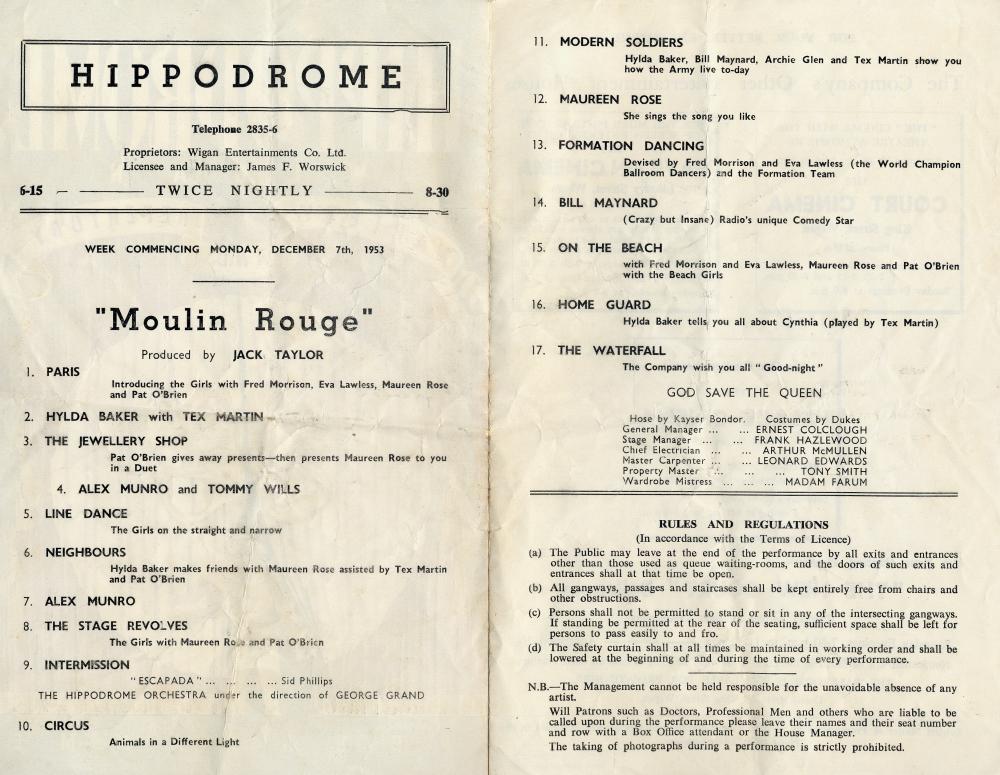 HIPPODROME
Telephone 2835-6
Proprietors: Wigan Entertainments Co. Ltd.
Licensee and Manager: James F. Worswick
6-15 — TWICE NIGHTLY — 8-30
WEEK COMMENCING MONDAY, DECEMBER 7th, 1953
"Moulin Rouge"
Produced by JACK TAYLOR
1. PARIS
Introducing the Girls with Fred Morrison, Eva Lawless, Maureen Rose
and Pat O'Brien
2. HYLDA BAKER with TEX MARTIN
3. THE JEWELLERY SHOP
Pat O'Brien gives away presents—then presents Maureen Rose to you
in a Duet
4. ALEX MUNRO and TOMMY WILLS
5. LINE DANCE
The Girls on the straight and narrow
6. NEIGHBOURS
Hylda Baker makes friends with Maureen Rose assisted by Tex Martin
and Pat O'Brien
7. ALEX MUNRO
8. THE STAGE REVOLVES
The Girls with Maureen Rose and Pat O'Brien
9. INTERMISSION
"ESCAPADA" ... ... ... ... Sid Phillips
THE HIPPODROME ORCHESTRA under the direction of GEORGE GRAND
10. CIRCUS
Animals in a Different Light
11. MODERN SOLDIERS
Hylda Baker, Bill Maynard, Archie Glen and Tex Martin show you
how the Army live to-day
12. MAUREEN ROSE
She sings the song you like
13. FORMATION DANCING
Devised by Fred Morrison and Eva Lawless (the World Champion
Ballroom Dancers) and the Formation Team
14. BILL MAYNARD
(Crazy but Insane) Radio's unique Comedy Star
15. ON THE BEACH
with Fred Morrison and Eva Lawless, Maureen Rose and Pat O'Brien
with the Beach Girls
16. HOME GUARD
Hylda Baker tells you all about Cynthia (played by Tex Martin)
17. THE WATERFALL
The Company wish you all "Good-night"
GOD SAVE THE QUEEN
Hose by Kayser Bondor. Costumes by Dukes
General Manager ... ... ERNEST COLCLOUGH
Stage Manager ... ... FRANK HAZLEWOOD
Chief Electrician ... ... ARTHUR McMULLEN
Master Carpenter ... ... LEONARD EDWARDS
Property Master ... ... ... TONY SMITH
Wardrobe Mistress ... ... ... MADAM FARUM
RULES AND REGULATIONS
(In accordance with the Terms of Licence)
(a) The Public may leave at the end of the performance by all exits and entrances
other than those used as queue waiting-rooms, and the doors of such exits and
entrances shall at that time be open.
(b) All gangways, passages and staircases shall be kept entirely free from chairs and
other obstructions.
(c) Persons shall not be permitted to stand or sit in any of the intersecting gangways.
If standing be permitted at the rear of the seating, sufficient space shall be left for
persons to pass easily to and fro.
(d) The Safety curtain shall at all times be maintained in working order and shall be
lowered at the beginning of and during the time of every performance.
N.B.—The Management cannot be held responsible for the unavoidable absence of any
artist.
Will Patrons such as Doctors, Professional Men and others who are liable to be
called upon during the performance please leave their names and their seat number
and row with a Box Office attendant or the House Manager.
The taking of photographs during a performance is strictly prohibited.